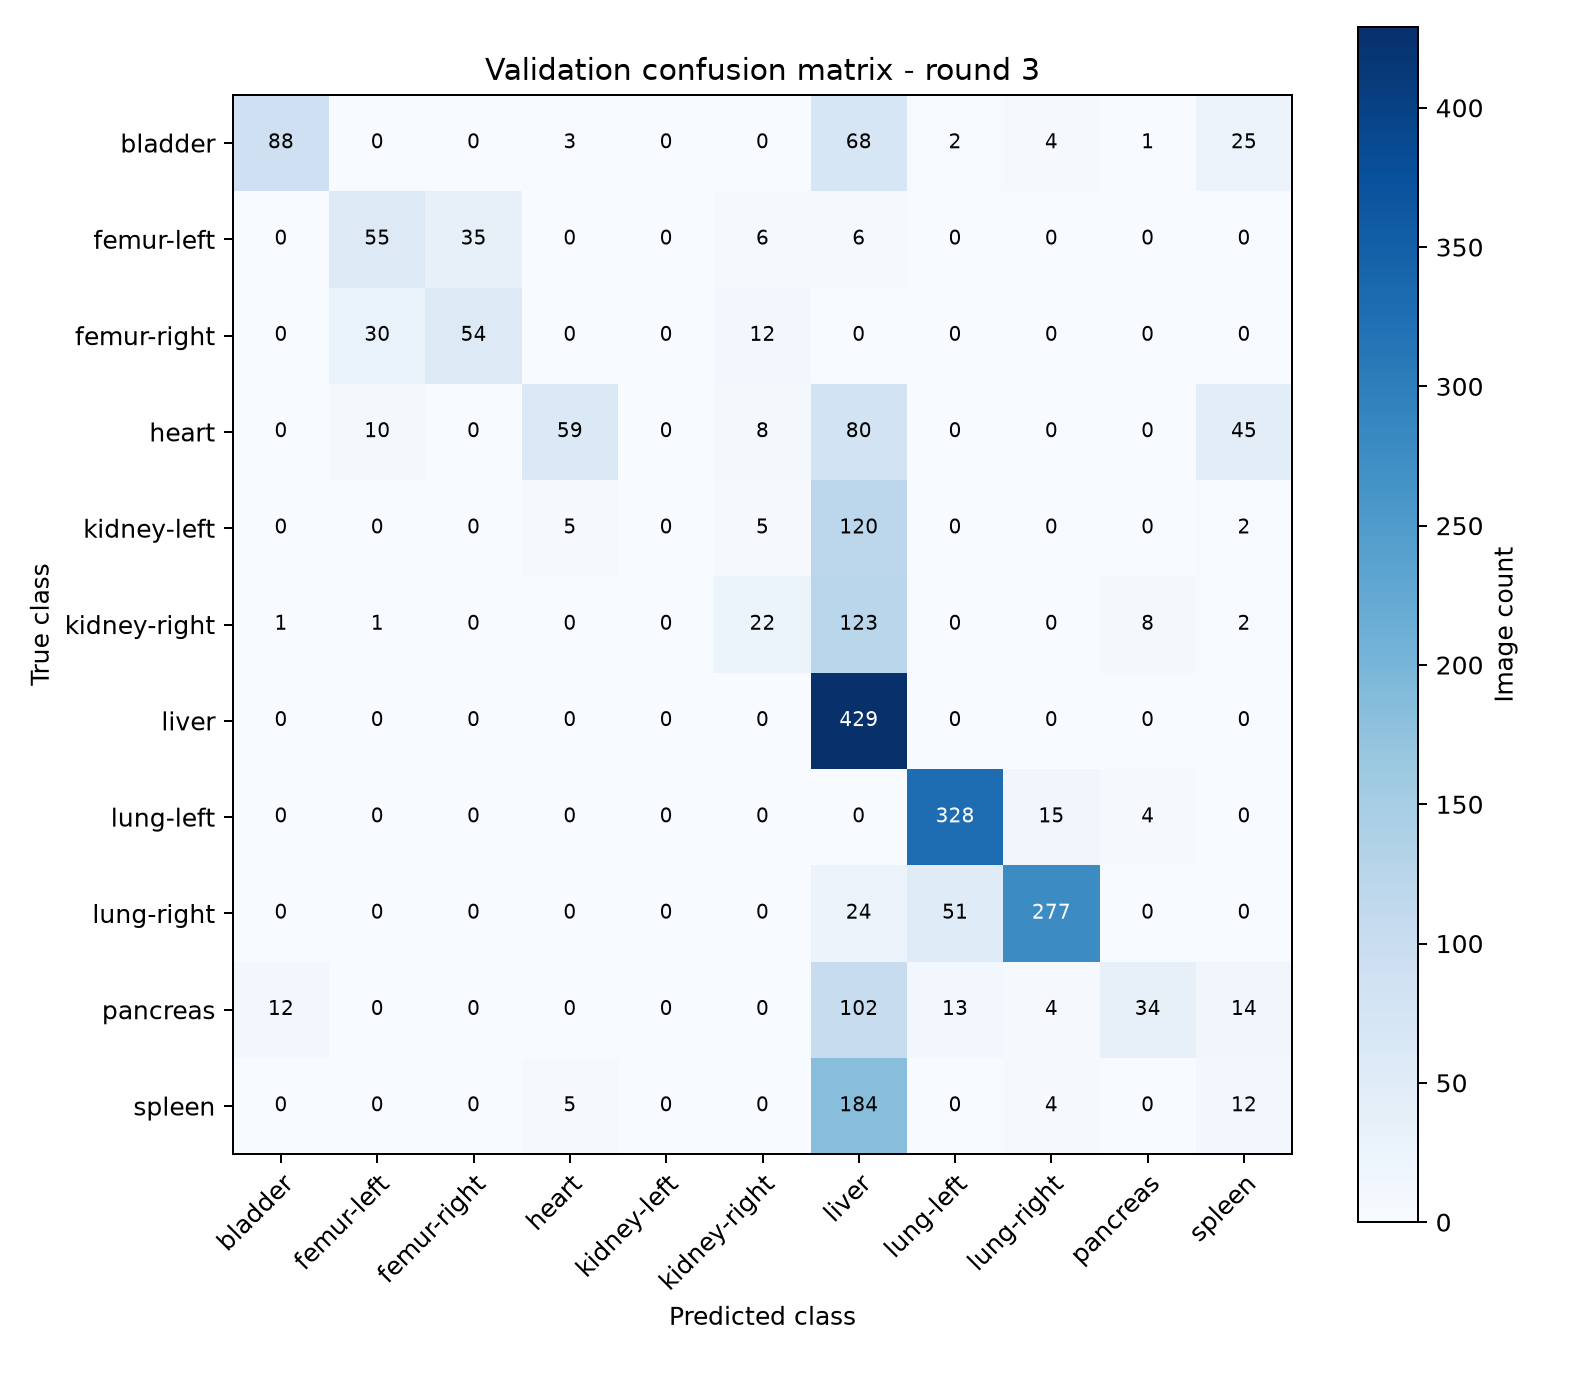 Validation confusion matrix - round 3
bladder 88 0 0 3 0 0 68 2 4 1 25
femur-left 0 55 35 0 0 6 6 0 0 0 0
femur-right 0 30 54 0 0 12 0 0 0 0 0
heart 0 10 0 59 0 8 80 0 0 0 45
kidney-left 0 0 0 5 0 5 120 0 0 0 2
kidney-right 1 1 0 0 0 22 123 0 0 8 2
liver 0 0 0 0 0 0 429 0 0 0 0
lung-left 0 0 0 0 0 0 0 328 15 4 0
lung-right 0 0 0 0 0 0 24 51 277 0 0
pancreas 12 0 0 0 0 0 102 13 4 34 14
spleen 0 0 0 5 0 0 184 0 4 0 12
True class
bladder femur-left femur-right heart kidney-left kidney-right liver lung-left lung-right pancreas spleen
Predicted class
400
350
300
250
200
150
100
50
0
Image count